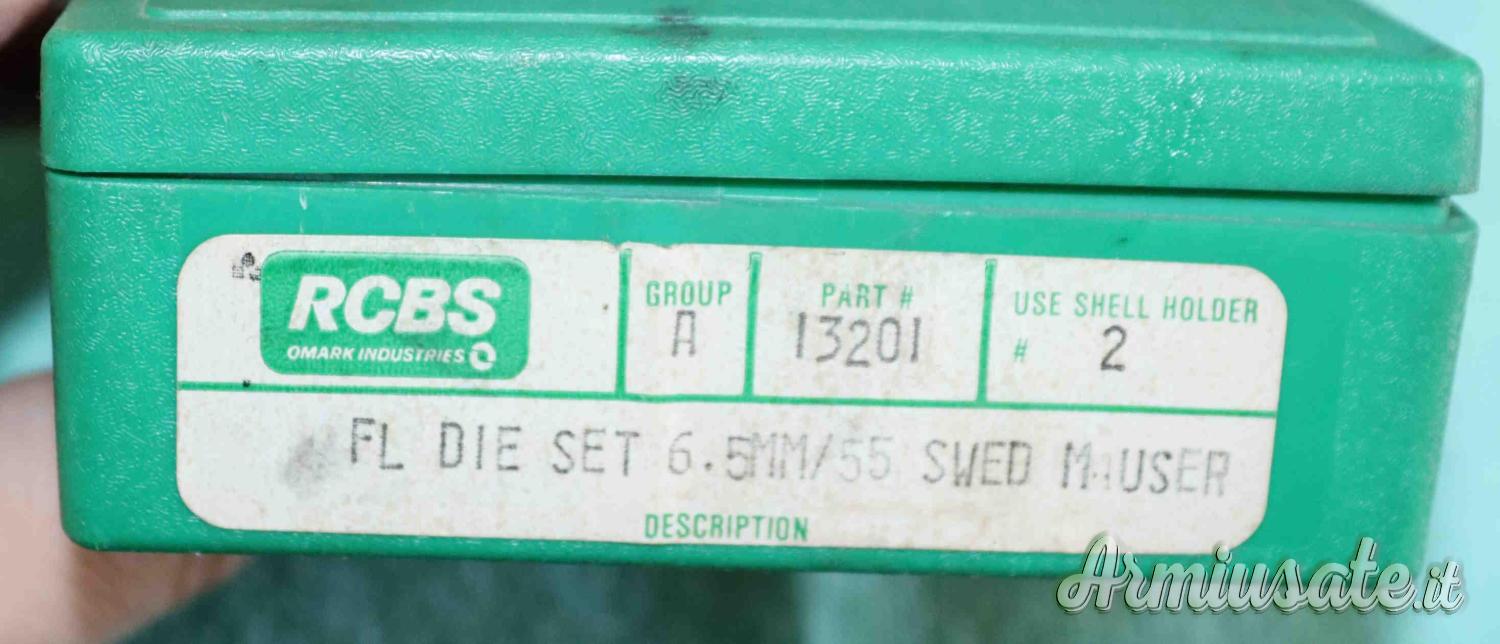 RCBS
OMARK INDUSTRIES
GROUP
A
PART #
13201
USE SHELL HOLDER
# 2
FL DIE SET 6.5MM/55 SWED MAUSER
DESCRIPTION
Armiusate.it